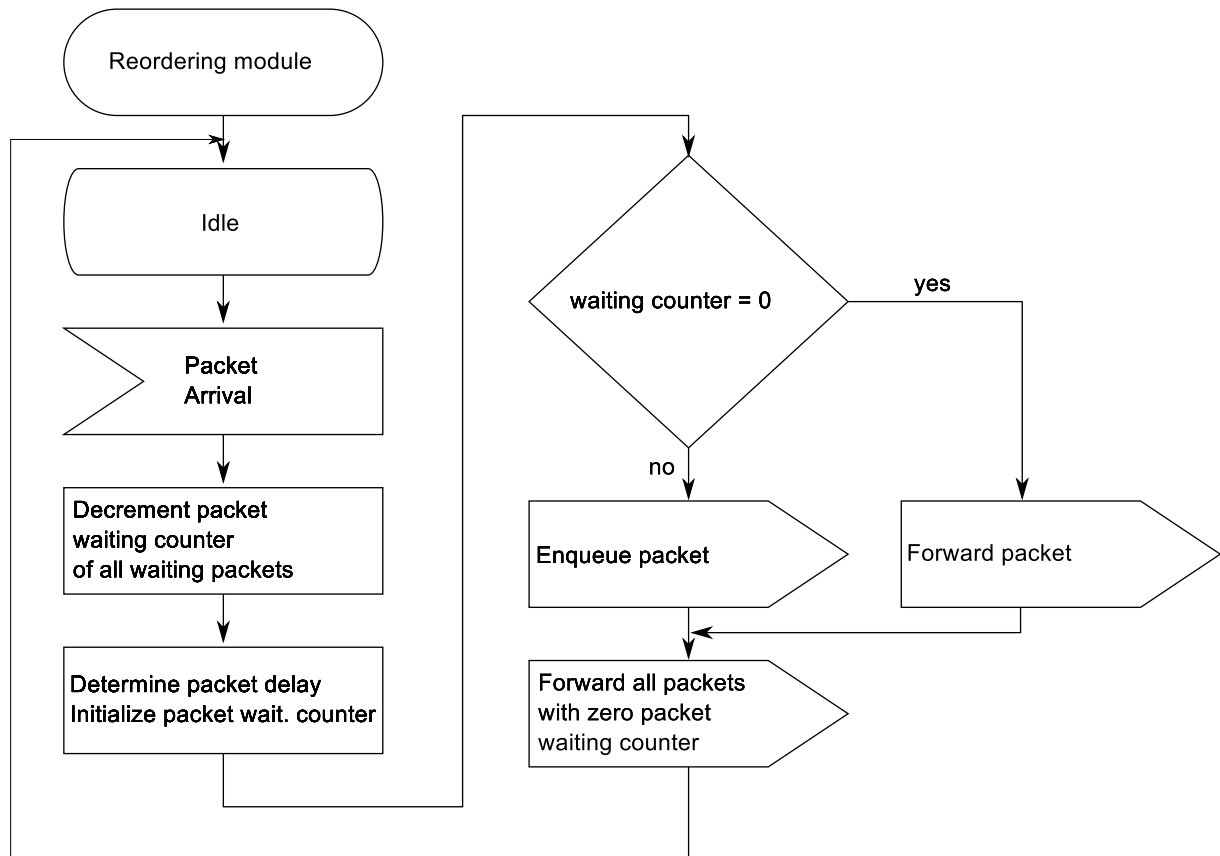 Reordering module
Idle
Packet
Arrival
Decrement packet
waiting counter
of all waiting packets
Determine packet delay
Initialize packet wait. counter
waiting counter = 0
yes
no
Enqueue packet
Forward packet
Forward all packets
with zero packet
waiting counter